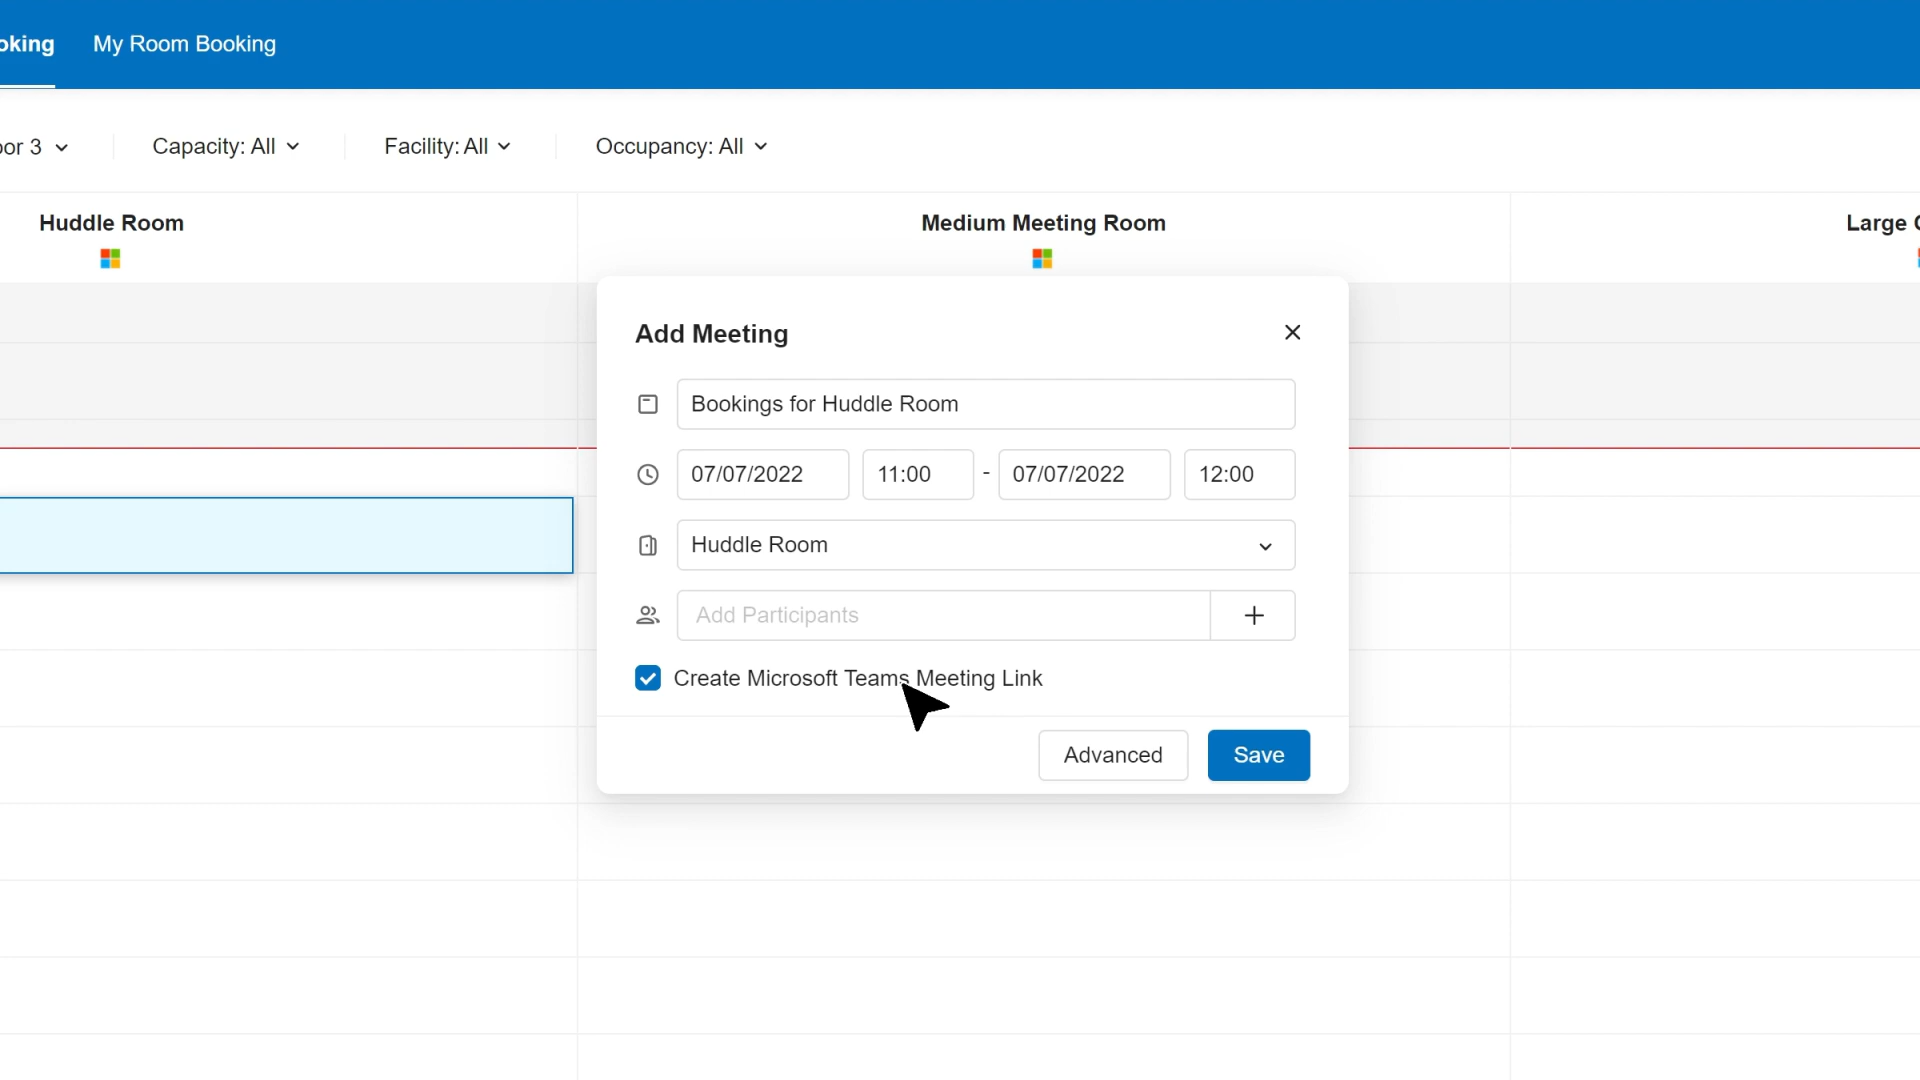 oking My Room Booking
oor 3 Capacity: All Facility: All Occupancy: All
Huddle Room Medium Meeting Room Large
Add Meeting
Bookings for Huddle Room
07/07/2022 11:00 - 07/07/2022 12:00
Huddle Room
Add Participants
Create Microsoft Teams Meeting Link
Advanced Save